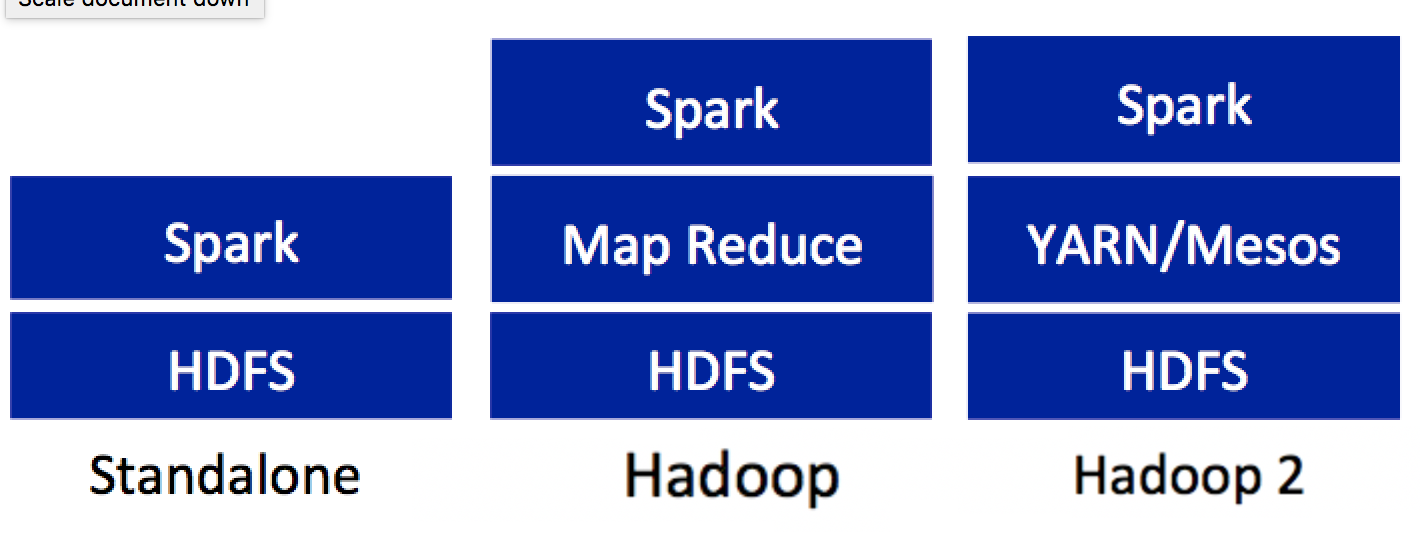 Scale document down
Spark
HDFS
Standalone
Spark
Map Reduce
HDFS
Hadoop
Spark
YARN/Mesos
HDFS
Hadoop 2